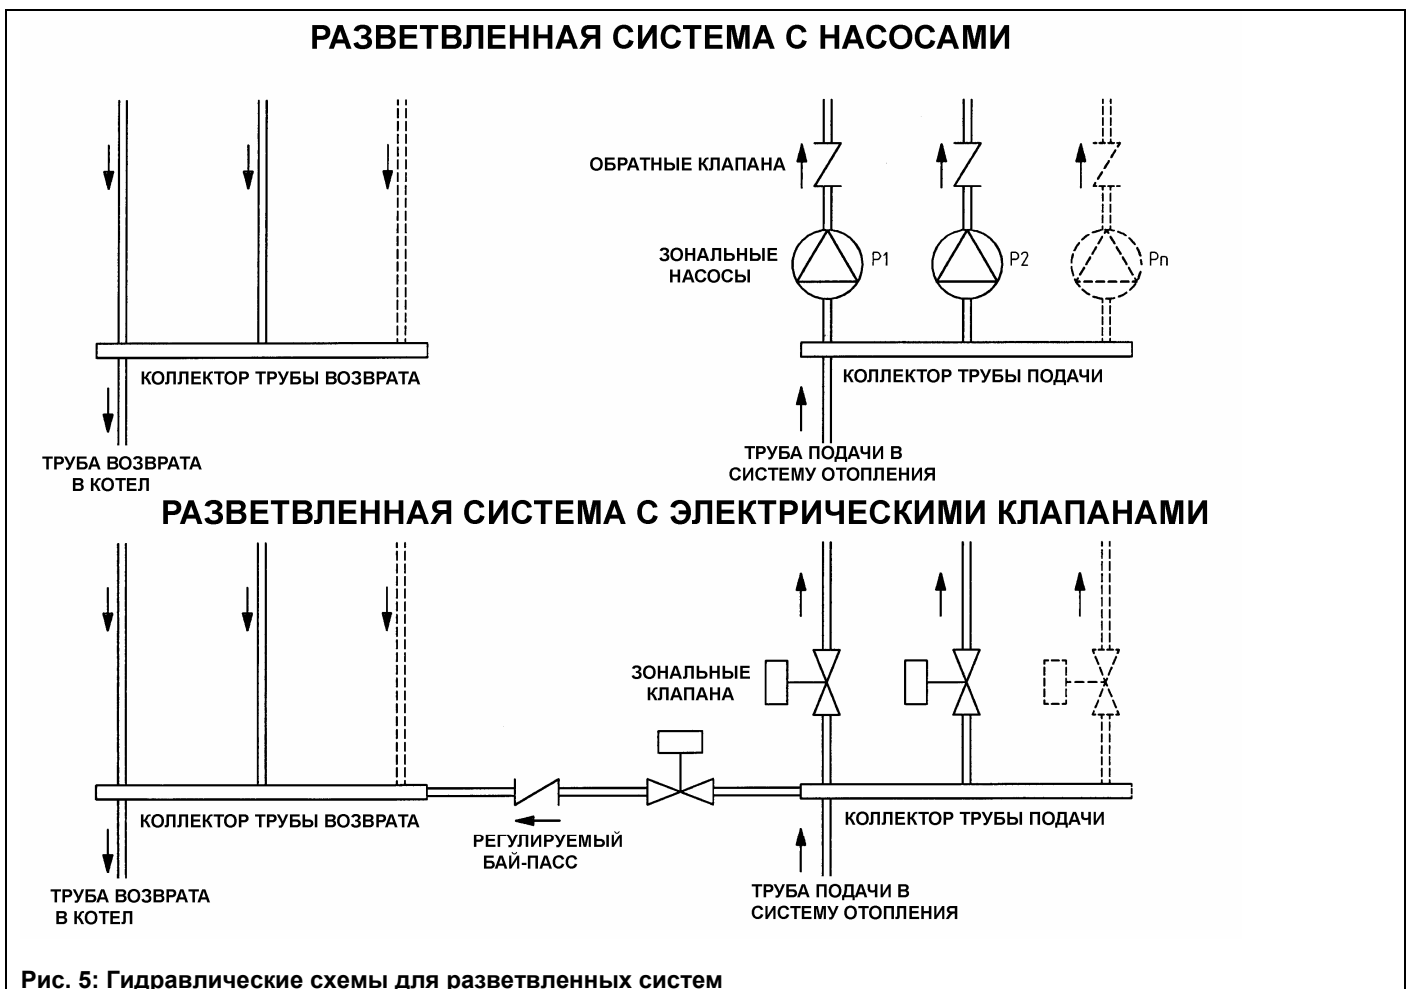 РАЗВЕТВЛЕННАЯ СИСТЕМА С НАСОСАМИ
ОБРАТНЫЕ КЛАПАНА
ЗОНАЛЬНЫЕ
НАСОСЫ
P1
P2
Pn
КОЛЛЕКТОР ТРУБЫ ВОЗВРАТА
КОЛЛЕКТОР ТРУБЫ ПОДАЧИ
ТРУБА ВОЗВРАТА
В КОТЕЛ
ТРУБА ПОДАЧИ В
СИСТЕМУ ОТОПЛЕНИЯ
РАЗВЕТВЛЕННАЯ СИСТЕМА С ЭЛЕКТРИЧЕСКИМИ КЛАПАНАМИ
ЗОНАЛЬНЫЕ
КЛАПАНА
КОЛЛЕКТОР ТРУБЫ ВОЗВРАТА
РЕГУЛИРУЕМЫЙ
БАЙ-ПАСС
КОЛЛЕКТОР ТРУБЫ ПОДАЧИ
ТРУБА ВОЗВРАТА
В КОТЕЛ
ТРУБА ПОДАЧИ В
СИСТЕМУ ОТОПЛЕНИЯ
Рис. 5: Гидравлические схемы для разветвленных систем